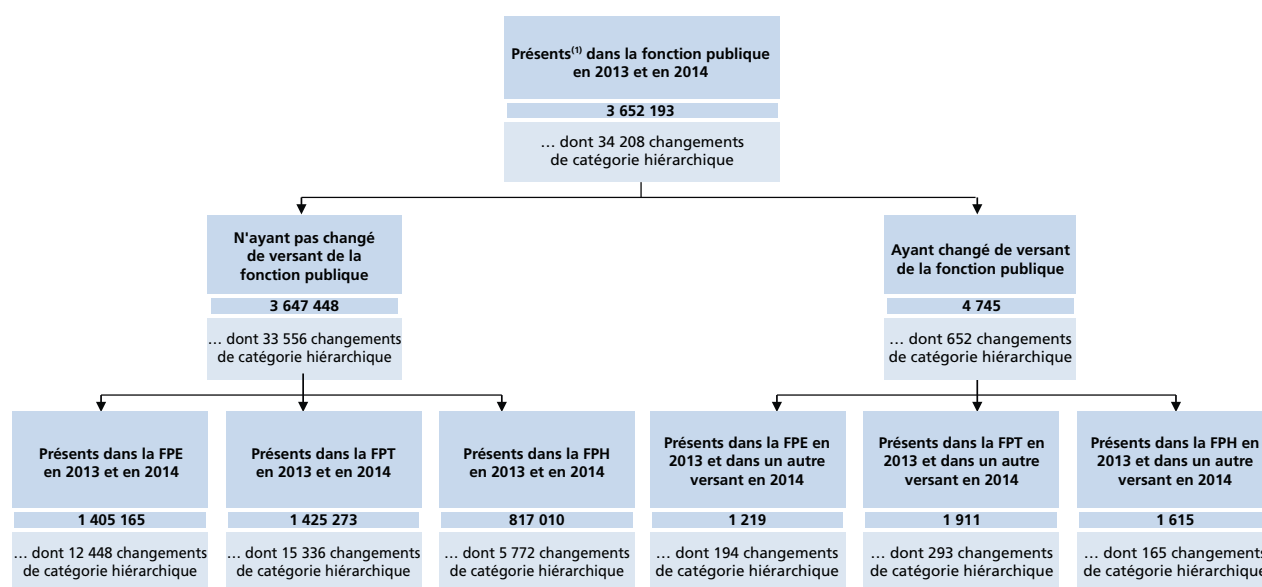 Présents(1) dans la fonction publique
en 2013 et en 2014
3 652 193
… dont 34 208 changements
de catégorie hiérarchique
N'ayant pas changé
de versant de la
fonction publique
3 647 448
… dont 33 556 changements
de catégorie hiérarchique
Ayant changé de versant
de la fonction publique
4 745
… dont 652 changements
de catégorie hiérarchique
Présents dans la FPE
en 2013 et en 2014
1 405 165
… dont 12 448 changements
de catégorie hiérarchique
Présents dans la FPT
en 2013 et en 2014
1 425 273
… dont 15 336 changements
de catégorie hiérarchique
Présents dans la FPH
en 2013 et en 2014
817 010
… dont 5 772 changements
de catégorie hiérarchique
Présents dans la FPE en
2013 et dans un autre
versant en 2014
1 219
… dont 194 changements
de catégorie hiérarchique
Présents dans la FPT en
2013 et dans un autre
versant en 2014
1 911
… dont 293 changements
de catégorie hiérarchique
Présents dans la FPH en
2013 et dans un autre
versant en 2014
1 615
… dont 165 changements
de catégorie hiérarchique